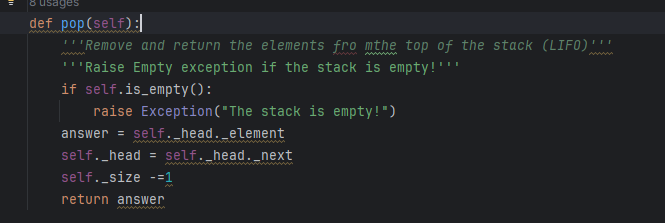 8 usages
def pop(self):
'''Remove and return the elements fro mthe top of the stack (LIFO)'''
'''Raise Empty exception if the stack is empty!'''
if self.is_empty():
raise Exception("The stack is empty!")
answer = self._head._element
self._head = self._head._next
self._size -=1
return answer